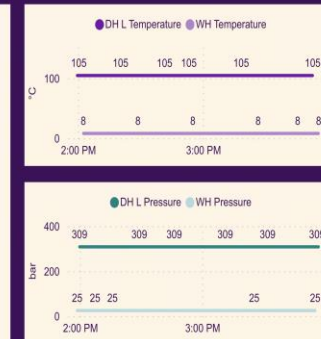 DH L Temperature WH Temperature
105 105 105 105 105 105
100
°C
8 8 8 8 8 8
0
2:00 PM 3:00 PM
DH L Pressure WH Pressure
400
309 309 309 309 309 309
bar
200
25 25 25 25 25
0
2:00 PM 3:00 PM